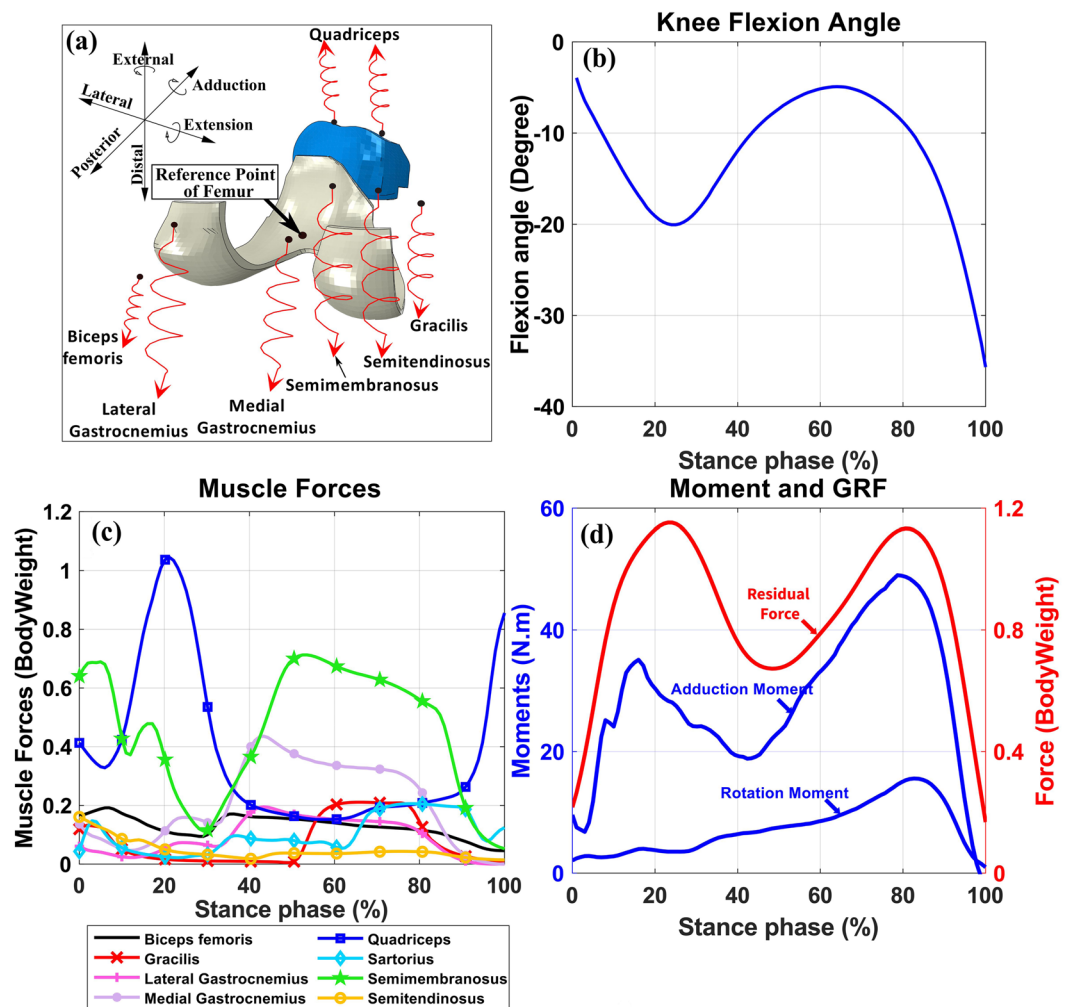 (a)
Quadriceps
External
Adduction
Lateral
Extension
Posterior
Distal
Reference Point
of Femur
Biceps
femoris
Lateral
Gastrocnemius
Medial
Gastrocnemius
Semimembranosus
Semitendinosus
Gracilis
Knee Flexion Angle
(b)
Flexion angle (Degree)
0
-10
-20
-30
-40
0 20 40 60 80 100
Stance phase (%)
Muscle Forces
(c)
Muscle Forces (BodyWeight)
1.2
1
0.8
0.6
0.4
0.2
0
0 20 40 60 80 100
Stance phase (%)
Biceps femoris
Gracilis
Lateral Gastrocnemius
Medial Gastrocnemius
Quadriceps
Sartorius
Semimembranosus
Semitendinosus
Moment and GRF
(d)
Moments (N.m)
60
40
20
0
Residual
Force
Adduction Moment
Rotation Moment
1.2
0.8
0.4
0
Force (BodyWeight)
0 20 40 60 80 100
Stance phase (%)